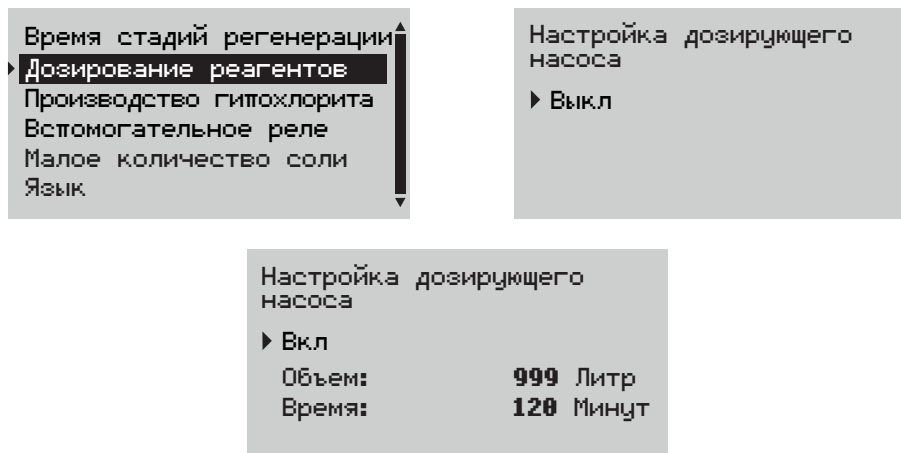 Время стадий регенерации
Дозирование реагентов
Производство гипохлорита
Вспомогательное реле
Малое количество соли
Язык
Настройка дозирующего
насоса
Выкл
Настройка дозирующего
насоса
Вкл
Объем: 999 Литр
Время: 120 Минут